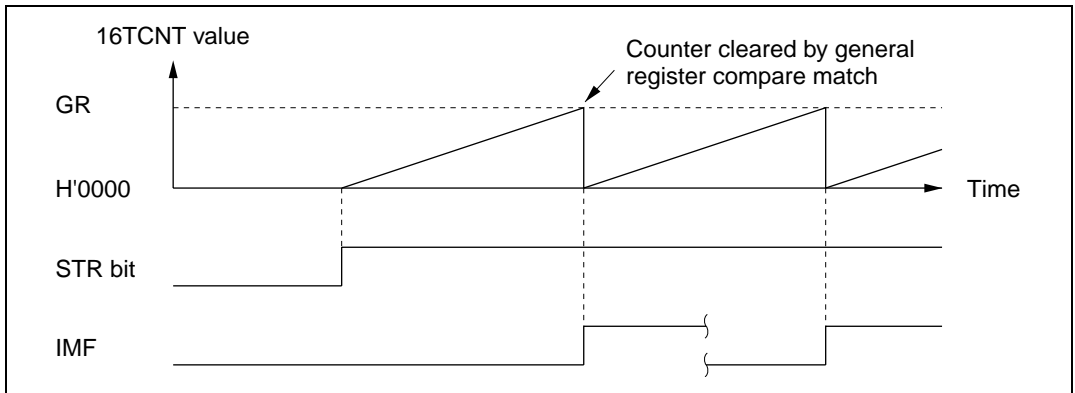 16TCNT value
Counter cleared by general
register compare match
GR
H'0000
Time
STR bit
IMF